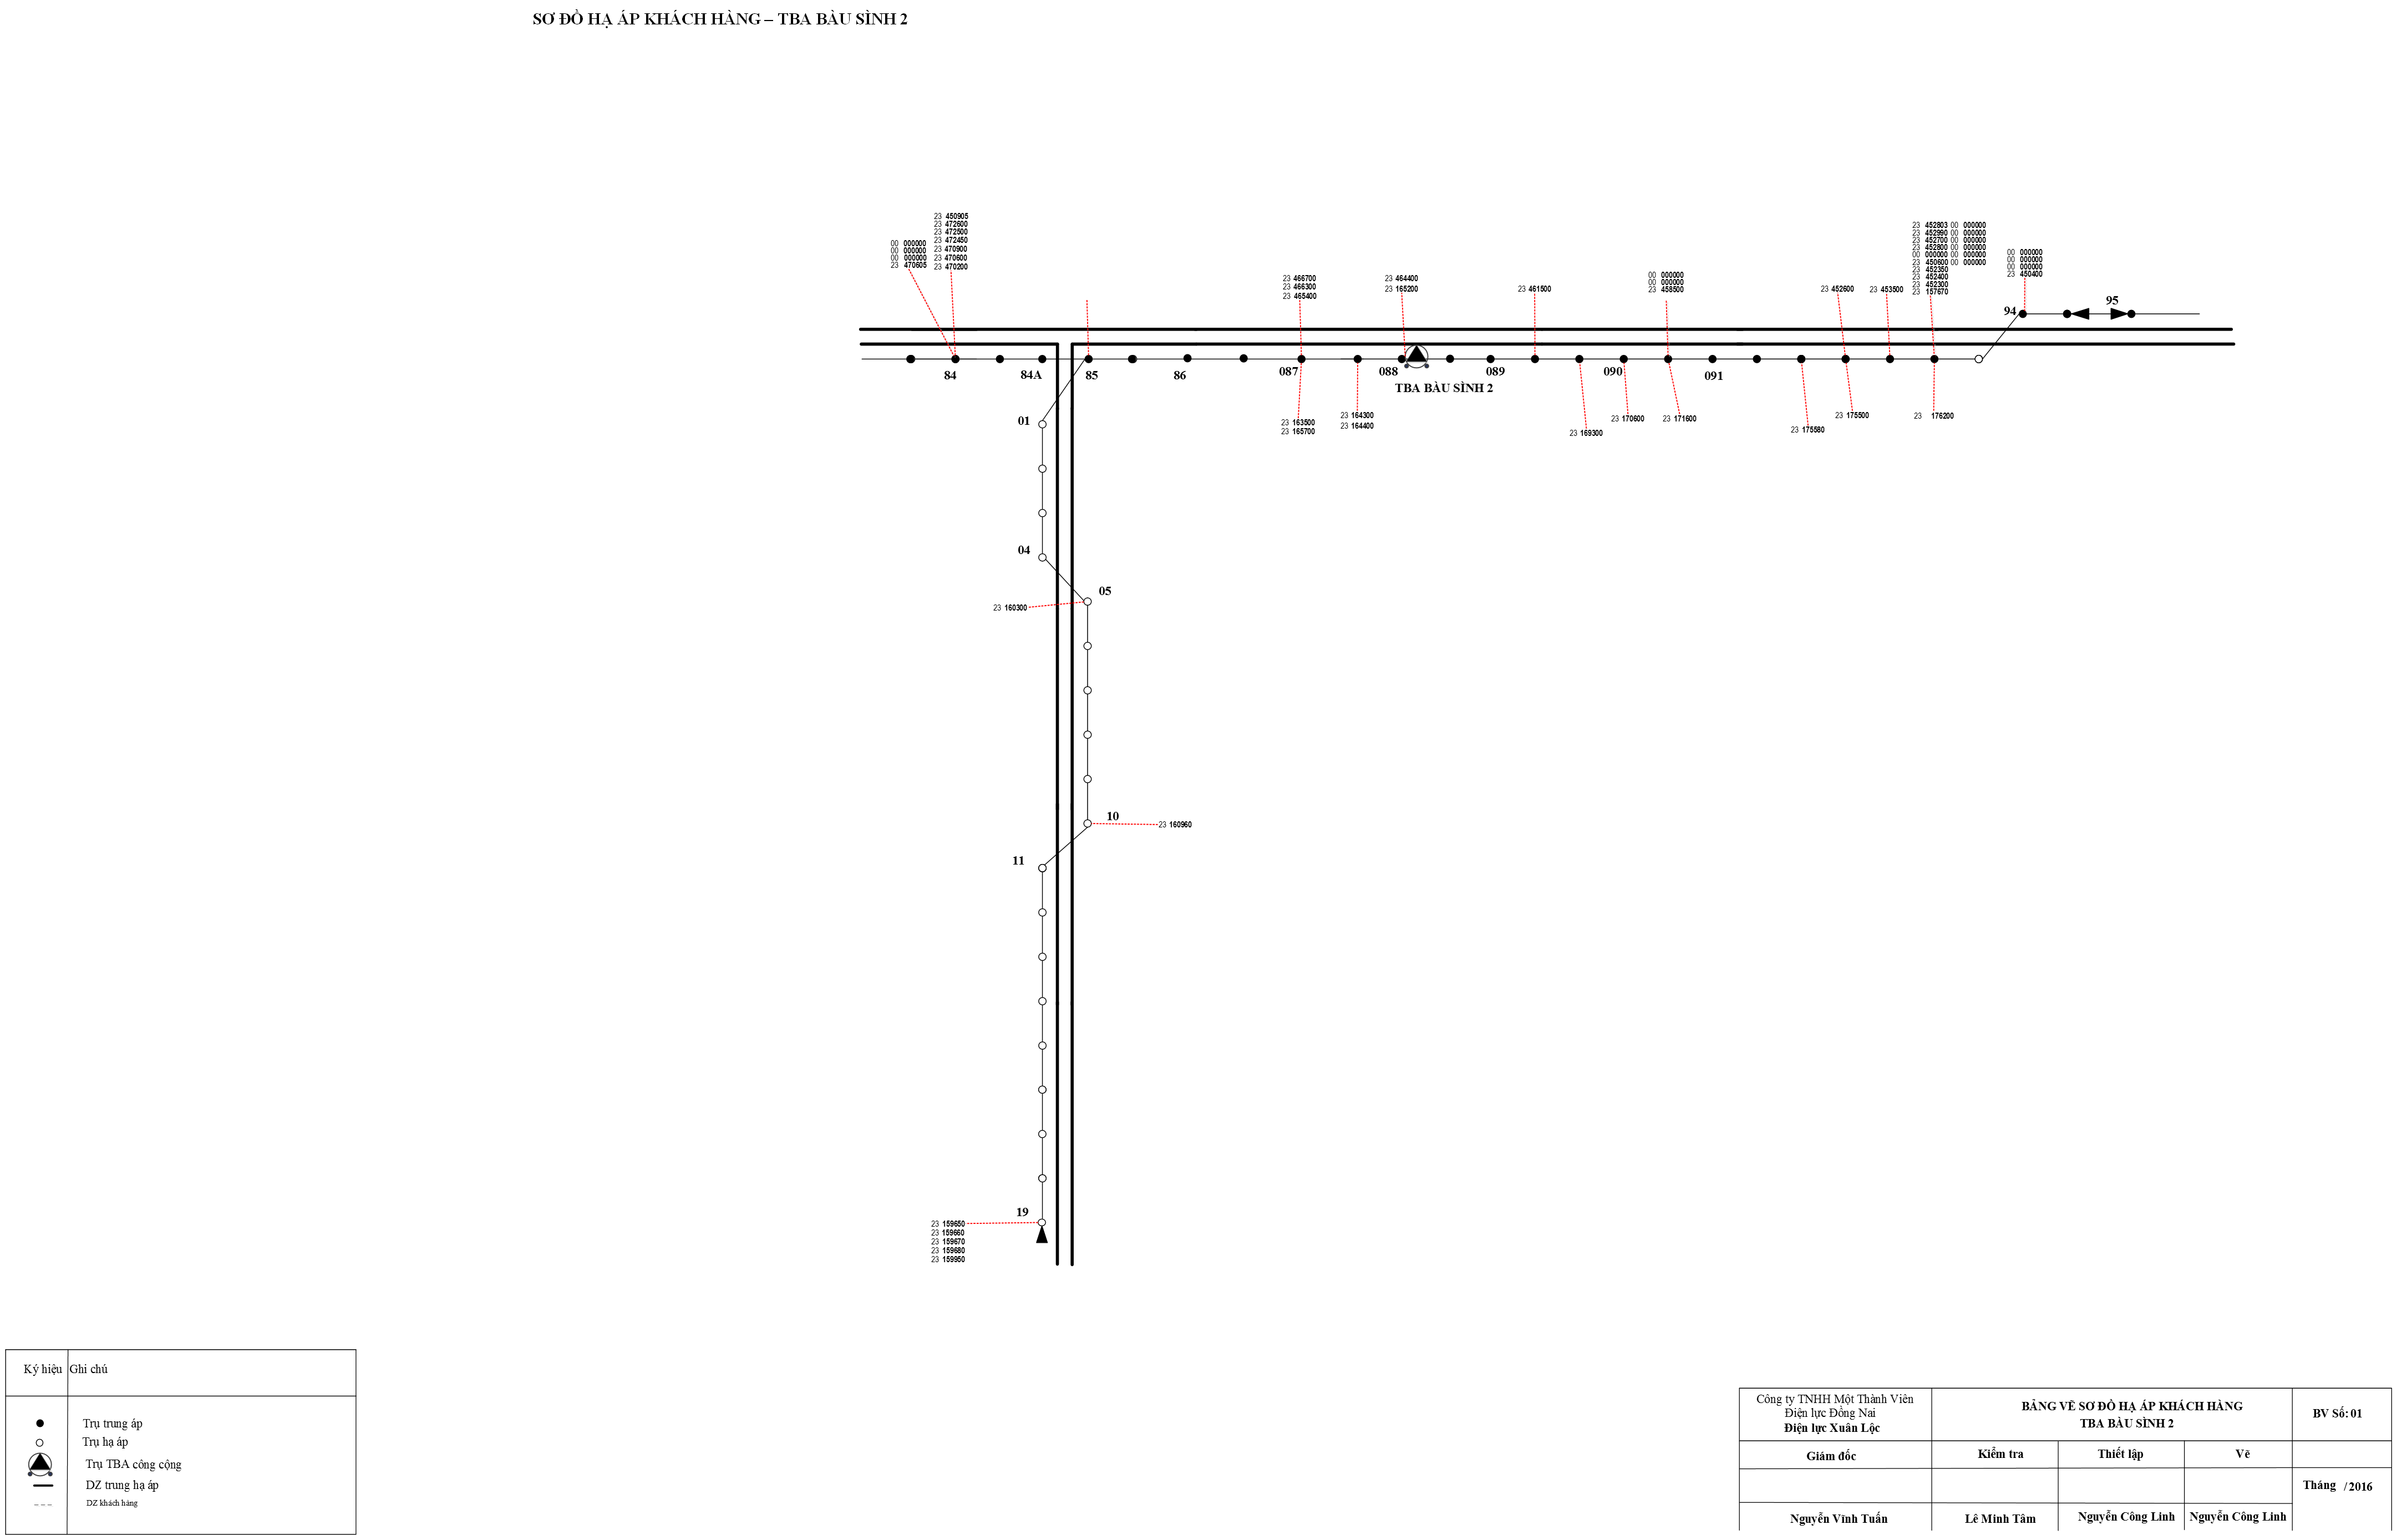 SƠ ĐỒ HẠ ÁP KHÁCH HÀNG – TBA BÀU SÌNH 2
23 450905
23 472600
23 472500
23 472450
23 470900
23 470600
23 470200
00 000000
00 000000
00 000000
23 470605
23 466700
23 466300
23 465400
23 464400
23 165200
23 461500
00 000000
00 000000
23 458500
23 452600
23 453500
23 452803 00 000000
23 452990 00 000000
23 452700 00 000000
23 452800 00 000000
00 000000 00 000000
23 450600 00 000000
23 452350
23 452400
23 452300
23 157670
00 000000
00 000000
00 000000
23 450400
94
95
84
84A
85
86
087
088
089
090
091
TBA BÀU SÌNH 2
23 163500
23 165700
23 164300
23 164400
23 169300
23 170600
23 171600
23 175580
23 175500
23 176200
01
04
05
23 160300
10
23 160960
11
19
23 159650
23 159660
23 159670
23 159680
23 159950
Ký hiệu Ghi chú
Trụ trung áp
Trụ hạ áp
Trụ TBA công cộng
DZ trung hạ áp
DZ khách hàng
Công ty TNHH Một Thành Viên
Điện lực Đồng Nai
Điện lực Xuân Lộc
BẢNG VẼ SƠ ĐỒ HẠ ÁP KHÁCH HÀNG
TBA BÀU SÌNH 2
BV Số: 01
Giám đốc
Kiểm tra
Thiết lập
Vẽ
Tháng /2016
Nguyễn Vĩnh Tuấn
Lê Minh Tâm
Nguyễn Công Linh
Nguyễn Công Linh